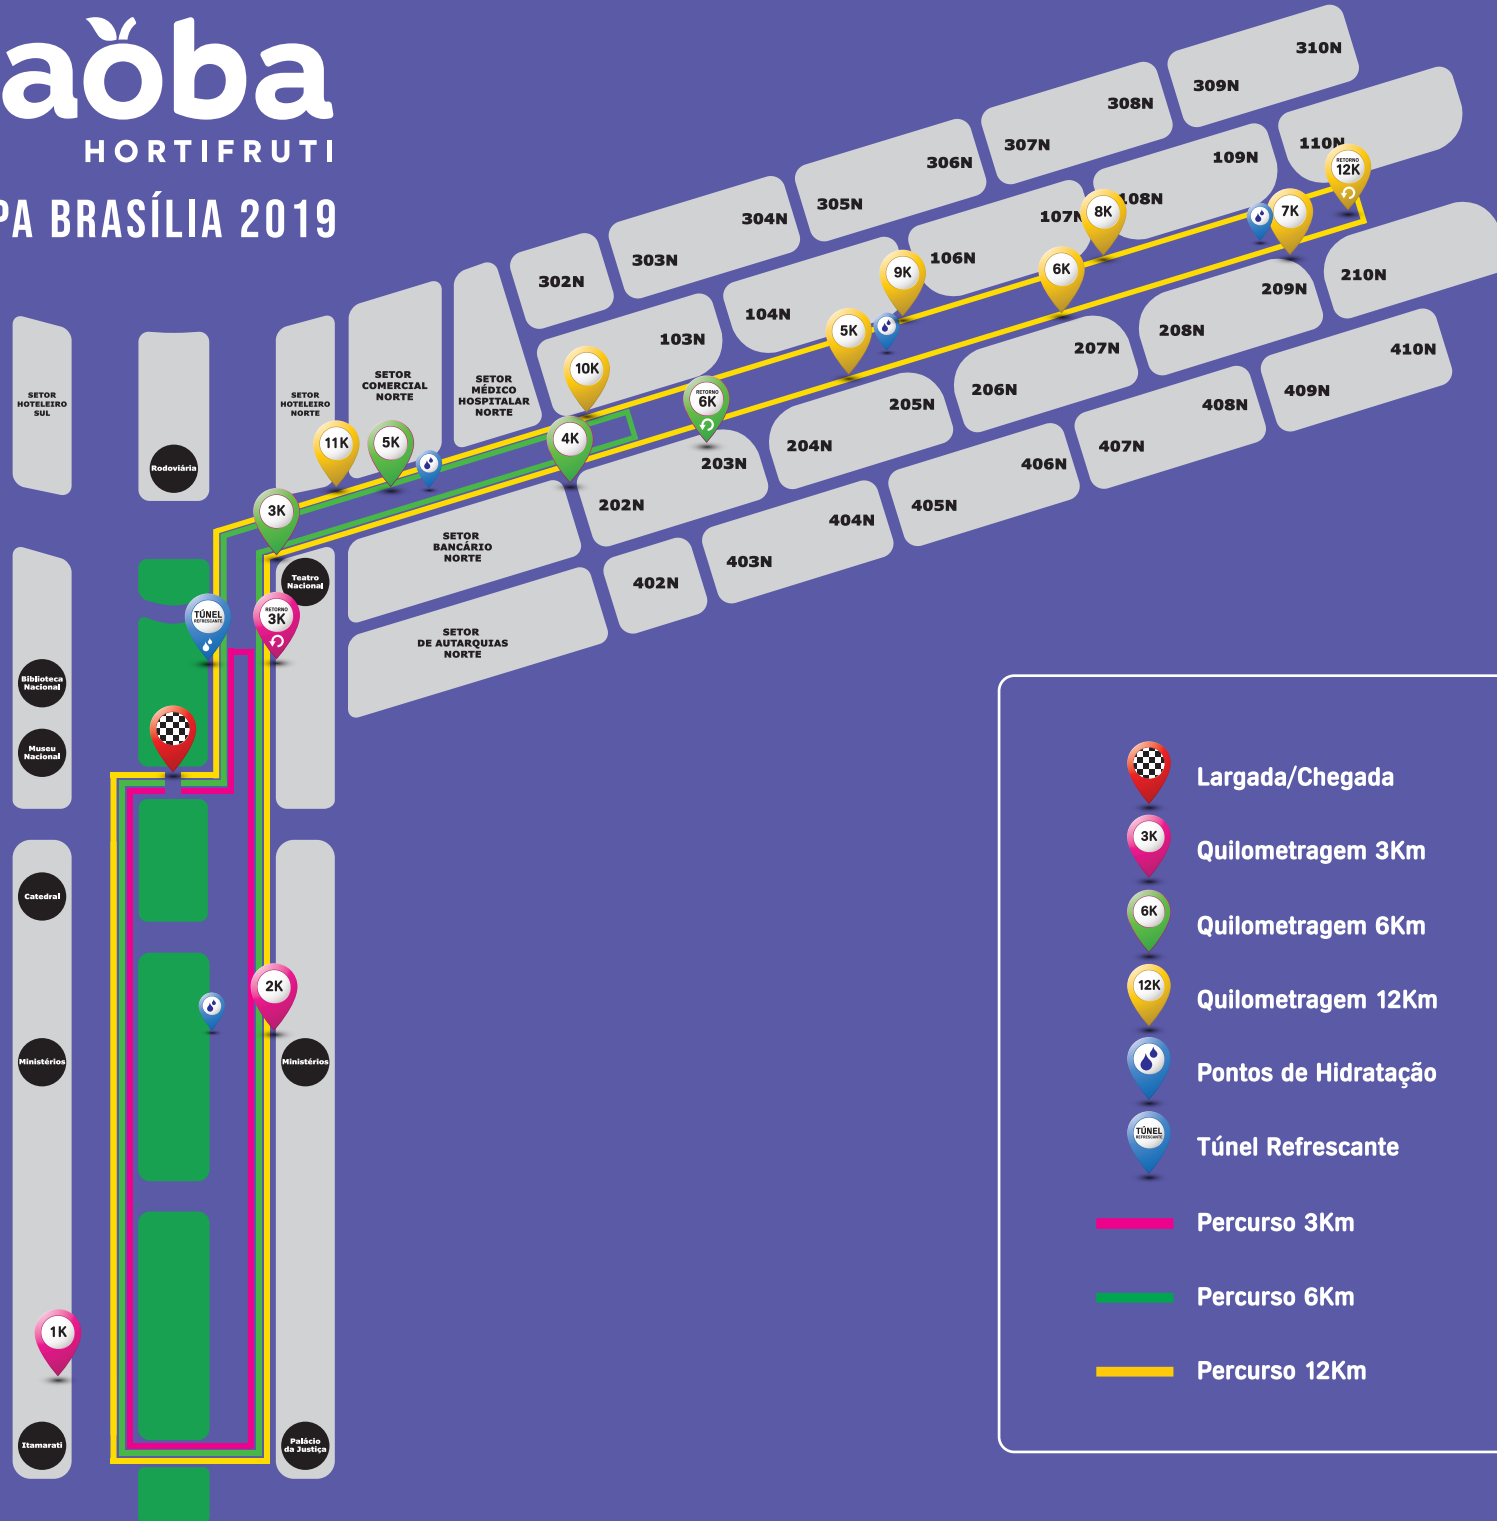 aoba
HORTIFRUTI
PA BRASÍLIA 2019
310N
309N
308N
307N
306N
305N
304N
303N
302N
110N
109N
108N
107N
106N
104N
103N
RETORNO
12K
7K
8K
6K
9K
5K
10K
RETORNO
6K
4K
11K
5K
3K
210N
209N
208N
207N
206N
205N
204N
203N
202N
410N
409N
408N
407N
406N
405N
404N
403N
402N
SETOR
HOTELEIRO
SUL
Rodoviária
SETOR
HOTELEIRO
NORTE
SETOR
COMERCIAL
NORTE
SETOR
MÉDICO
HOSPITALAR
NORTE
SETOR
BANCÁRIO
NORTE
SETOR
DE AUTARQUIAS
NORTE
Teatro
Nacional
TÚNEL
REFRESCANTE
RETORNO
3K
Biblioteca
Nacional
Museu
Nacional
Catedral
2K
Ministérios
Ministérios
1K
Itamarati
Palácio
da Justiça
Largada/Chegada
3K
Quilometragem 3Km
6K
Quilometragem 6Km
12K
Quilometragem 12Km
Pontos de Hidratação
TÚNEL
REFRESCANTE
Túnel Refrescante
Percurso 3Km
Percurso 6Km
Percurso 12Km